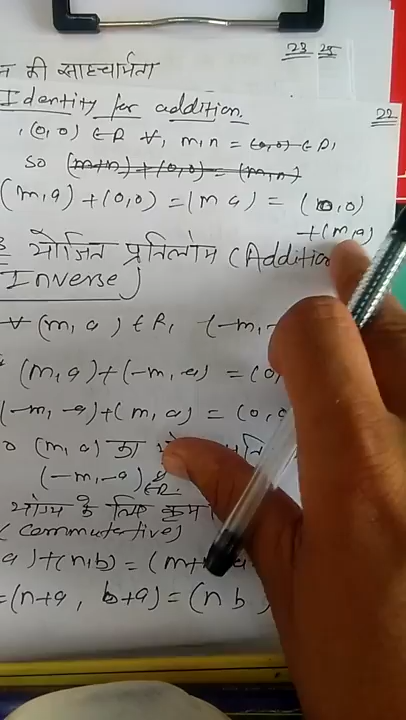 23 25
न की साहचार्यता
22
Identity for addition.
, (0,0) ∈ R ∀, m, n = (0,0) ∈ R,
so (m+n) + (0,0) = (m,n)
(m,a) + (0,0) = (m a) = (0,0)
+ (m,a)
योजित प्रतिलोम (Addition
Inverse)
∀ (m, a) ∈ R, (-m, -
(m,a) + (-m, -a) = (0,
(-m, -a) + (m, a) = (0, 0
(m, a) का
(-m, -a) ∈R
योग्य के लिए क्रम
(commutative)
a) + (n,b) = (m+
= (n+a, b+a) = (n b)